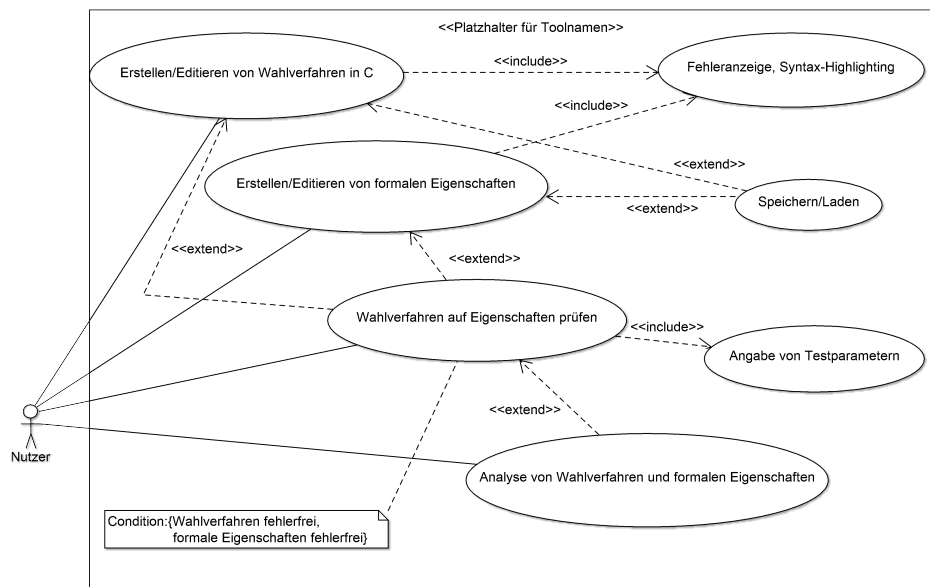 <<Platzhalter für Toolnamen>>
Erstellen/Editieren von Wahlverfahren in C
<<include>>
Fehleranzeige, Syntax-Highlighting
<<include>>
<<extend>>
Erstellen/Editieren von formalen Eigenschaften
<<extend>>
Speichern/Laden
<<extend>>
<<extend>>
Wahlverfahren auf Eigenschaften prüfen
<<include>>
Angabe von Testparametern
<<extend>>
Nutzer
Analyse von Wahlverfahren und formalen Eigenschaften
Condition:{Wahlverfahren fehlerfrei,
formale Eigenschaften fehlerfrei}